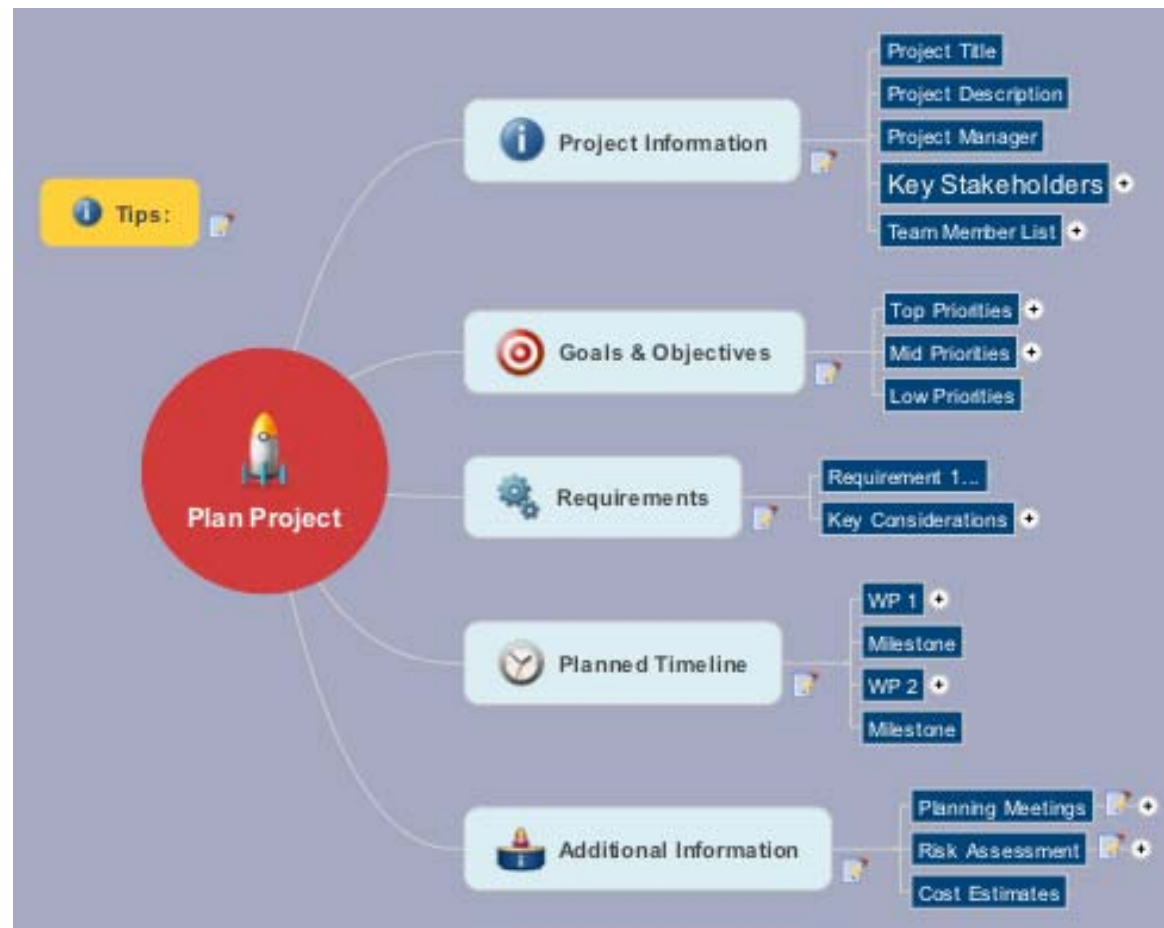 Tips:
Plan Project
Project Information
Project Title
Project Description
Project Manager
Key Stakeholders
Team Member List
Goals & Objectives
Top Priorities
Mid Priorities
Low Priorities
Requirements
Requirement 1...
Key Considerations
Planned Timeline
WP 1
Milestone
WP 2
Milestone
Additional Information
Planning Meetings
Risk Assessment
Cost Estimates